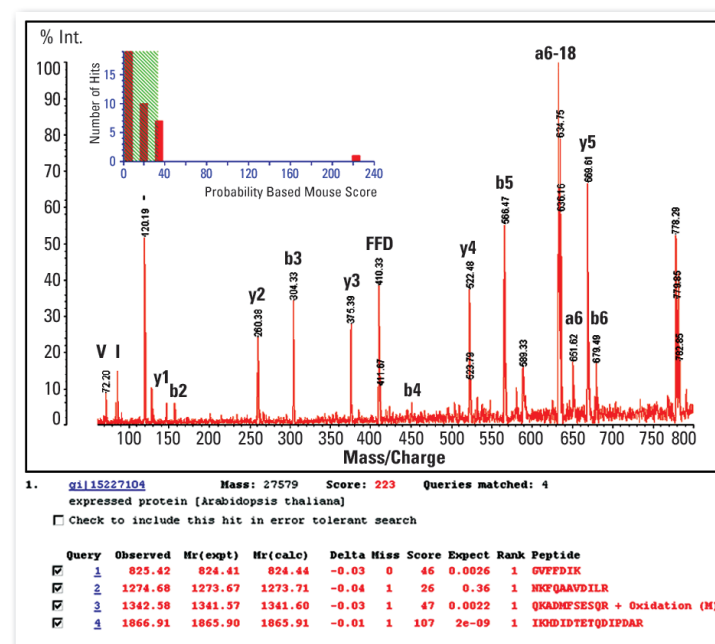 % Int.
100
90
80
70
60
50
40
30
20
10
0
Number of Hits
15
10
5
0
0 40 80 120 160 200 240
Probability Based Mouse Score
a6-18
634.75
636.16
y5
669.61
b5
566.47
778.29
779.85
782.85
-
120.19
FFD
410.33
411.67
y4
522.48
523.79
b3
304.33
y3
375.39
y2
260.38
a6
651.62
b6
679.49
589.33
V I
72.20
y1
b2
b4
100 150 200 250 300 350 400 450 500 550 600 650 700 750 800
Mass/Charge
1. gi|15227104 Mass: 27579 Score: 223 Queries matched: 4
expressed protein [Arabidopsis thaliana]
Check to include this hit in error tolerant search
Query Observed Mr(expt) Mr(calc) Delta Miss Score Expect Rank Peptide
1 825.42 824.41 824.44 -0.03 0 46 0.0026 1 GVFFDIK
2 1274.68 1273.67 1273.71 -0.04 1 26 0.36 1 NKFQAAVDILR
3 1342.58 1341.57 1341.60 -0.03 1 47 0.0022 1 QKADMFSESQR + Oxidation (M)
4 1866.91 1865.90 1865.91 -0.01 1 107 2e-09 1 IKHDIDTETQDIPDAR